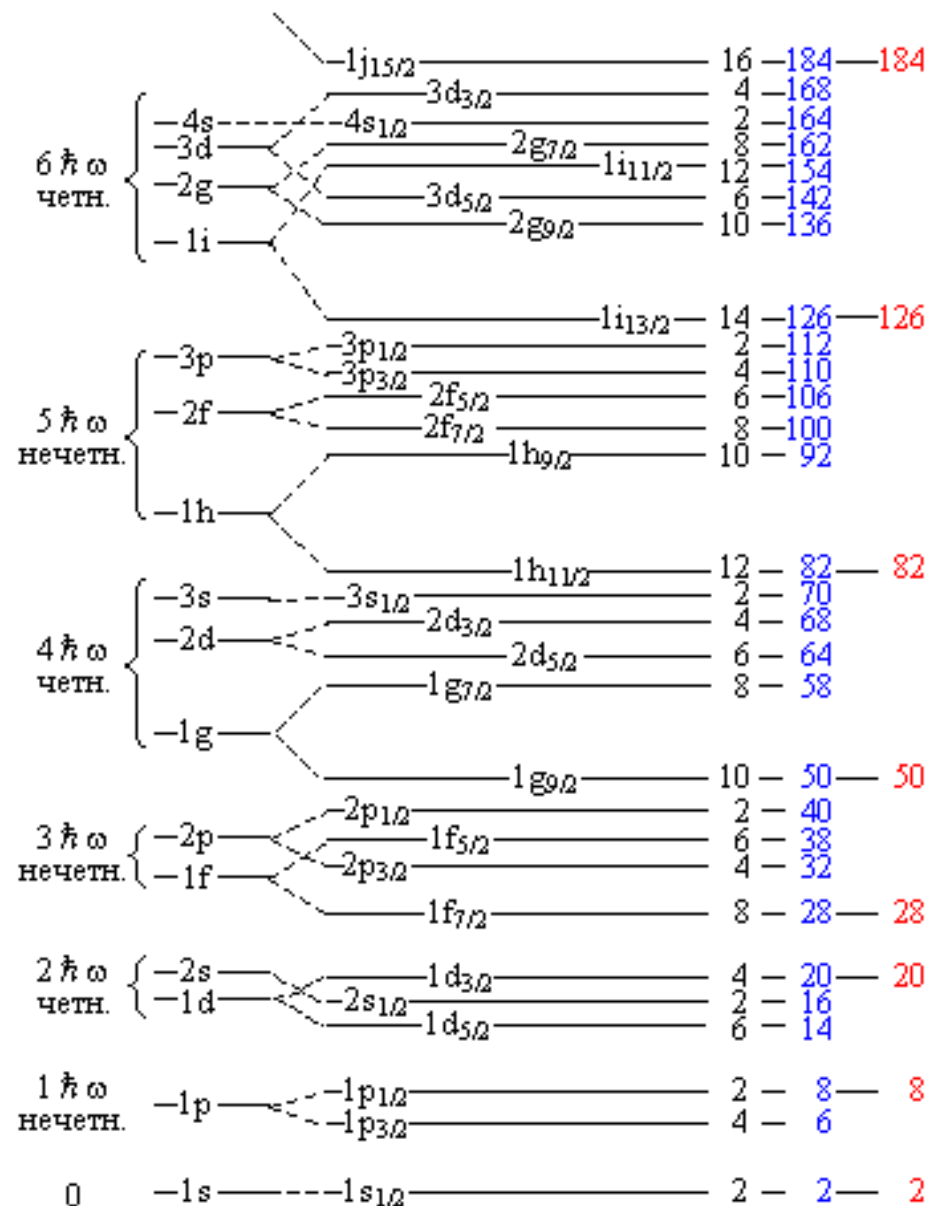 1j15/2 16 184 184
3d3/2 4 168
4s 4s1/2 2 164
3d 2g7/2 8 162
6 ħ ω 1i11/2 12 154
четн. 2g 3d5/2 6 142
2g9/2 10 136
1i
1i13/2 14 126 126
3p 3p1/2 2 112
3p3/2 4 110
2f5/2 6 106
5 ħ ω 2f 2f7/2 8 100
нечетн. 1h9/2 10 92
1h
1h11/2 12 82 82
3s 3s1/2 2 70
2d3/2 4 68
4 ħ ω 2d 2d5/2 6 64
четн. 1g7/2 8 58
1g
1g9/2 10 50 50
2p1/2 2 40
3 ħ ω 2p 1f5/2 6 38
нечетн. 1f 2p3/2 4 32
1f7/2 8 28 28
2 ħ ω 2s 1d3/2 4 20 20
четн. 1d 2s1/2 2 16
1d5/2 6 14
1 ħ ω 1p 1p1/2 2 8 8
нечетн. 1p3/2 4 6
0 1s 1s1/2 2 2 2